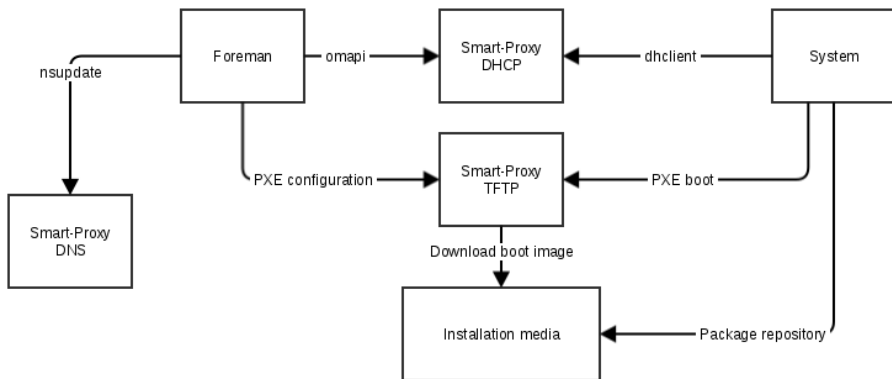 Foreman
omapi
Smart-Proxy
DHCP
dhclient
System
nsupdate
PXE configuration
Smart-Proxy
TFTP
PXE boot
Smart-Proxy
DNS
Download boot image
Installation media
Package repository